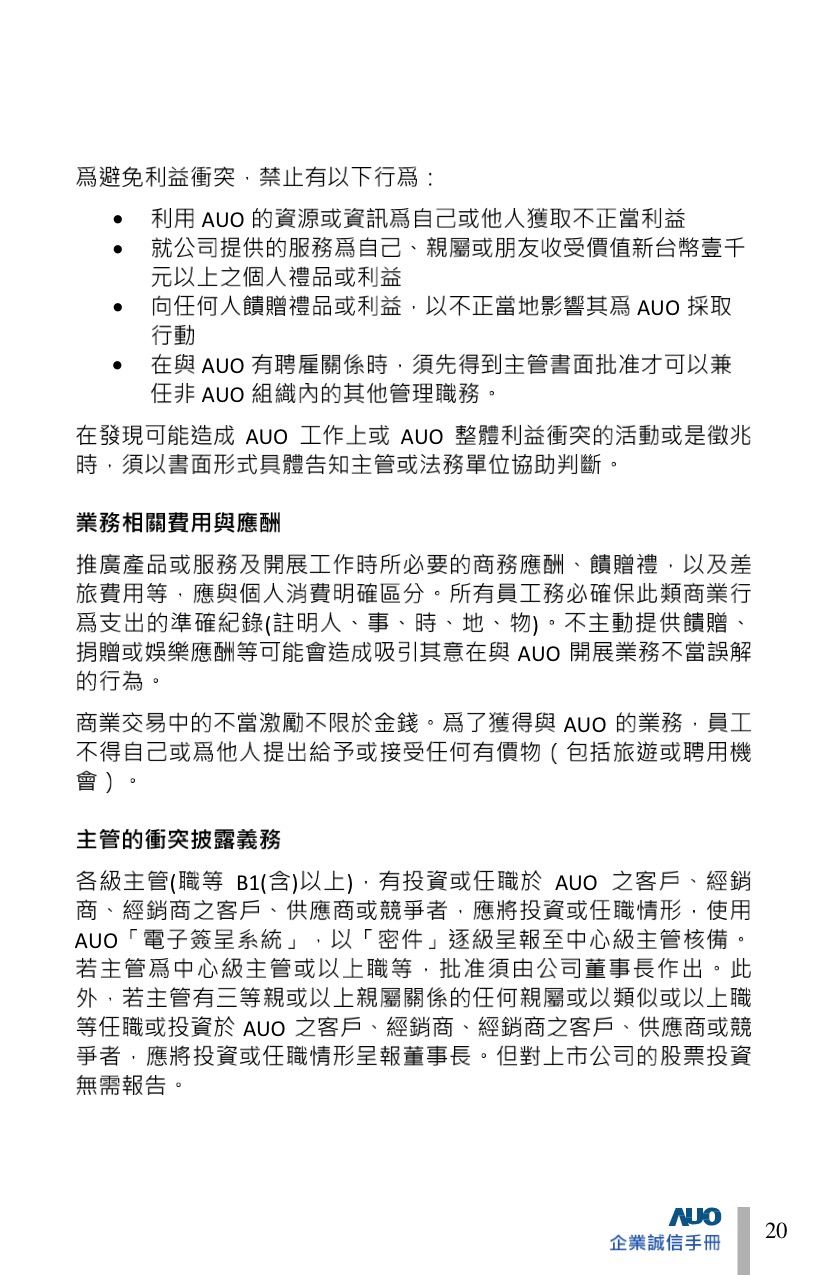 爲避免利益衝突，禁止有以下行爲：
• 利用 AUO 的資源或資訊爲自己或他人獲取不正當利益
• 就公司提供的服務爲自己、親屬或朋友收受價值新台幣壹千
元以上之個人禮品或利益
• 向任何人饋贈禮品或利益，以不正當地影響其爲 AUO 採取
行動
• 在與 AUO 有聘雇關係時，須先得到主管書面批准才可以兼
任非 AUO 組織內的其他管理職務。
在發現可能造成 AUO 工作上或 AUO 整體利益衝突的活動或是徵兆
時，須以書面形式具體告知主管或法務單位協助判斷。
業務相關費用與應酬
推廣產品或服務及開展工作時所必要的商務應酬、饋贈禮，以及差
旅費用等，應與個人消費明確區分。所有員工務必確保此類商業行
爲支出的準確紀錄(註明人、事、時、地、物)。不主動提供饋贈、
捐贈或娛樂應酬等可能會造成吸引其意在與 AUO 開展業務不當誤解
的行為。
商業交易中的不當激勵不限於金錢。爲了獲得與 AUO 的業務，員工
不得自己或爲他人提出給予或接受任何有價物（包括旅遊或聘用機
會）。
主管的衝突披露義務
各級主管(職等 B1(含)以上)，有投資或任職於 AUO 之客戶、經銷
商、經銷商之客戶、供應商或競爭者，應將投資或任職情形，使用
AUO「電子簽呈系統」，以「密件」逐級呈報至中心級主管核備。
若主管爲中心級主管或以上職等，批准須由公司董事長作出。此
外，若主管有三等親或以上親屬關係的任何親屬或以類似或以上職
等任職或投資於 AUO 之客戶、經銷商、經銷商之客戶、供應商或競
爭者，應將投資或任職情形呈報董事長。但對上市公司的股票投資
無需報告。
AUO
企業誠信手冊
20